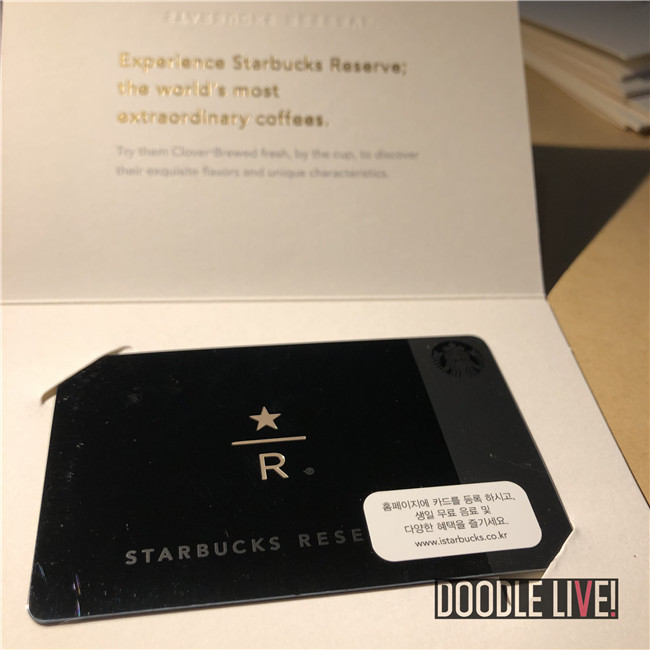 Experience Starbucks Reserve;
the world's most
extraordinary coffees.
Try them Clover-Brewed fresh, by the cup, to discover
their exquisite flavors and unique characteristics.
R
STARBUCKS RESE
홈페이지에 카드를 등록 하시고,
생일 무료 음료 및
다양한 혜택을 즐기세요.
www.istarbucks.co.kr
DOODLE LIVE!